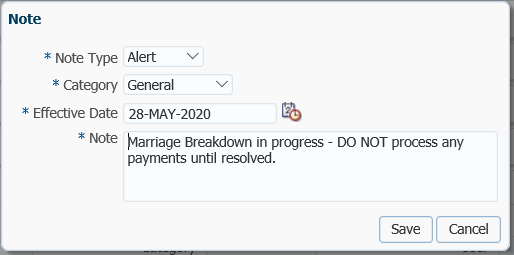 Note
* Note Type Alert
* Category General
* Effective Date 28-MAY-2020
* Note Marriage Breakdown in progress - DO NOT process any
payments until resolved.
Save Cancel